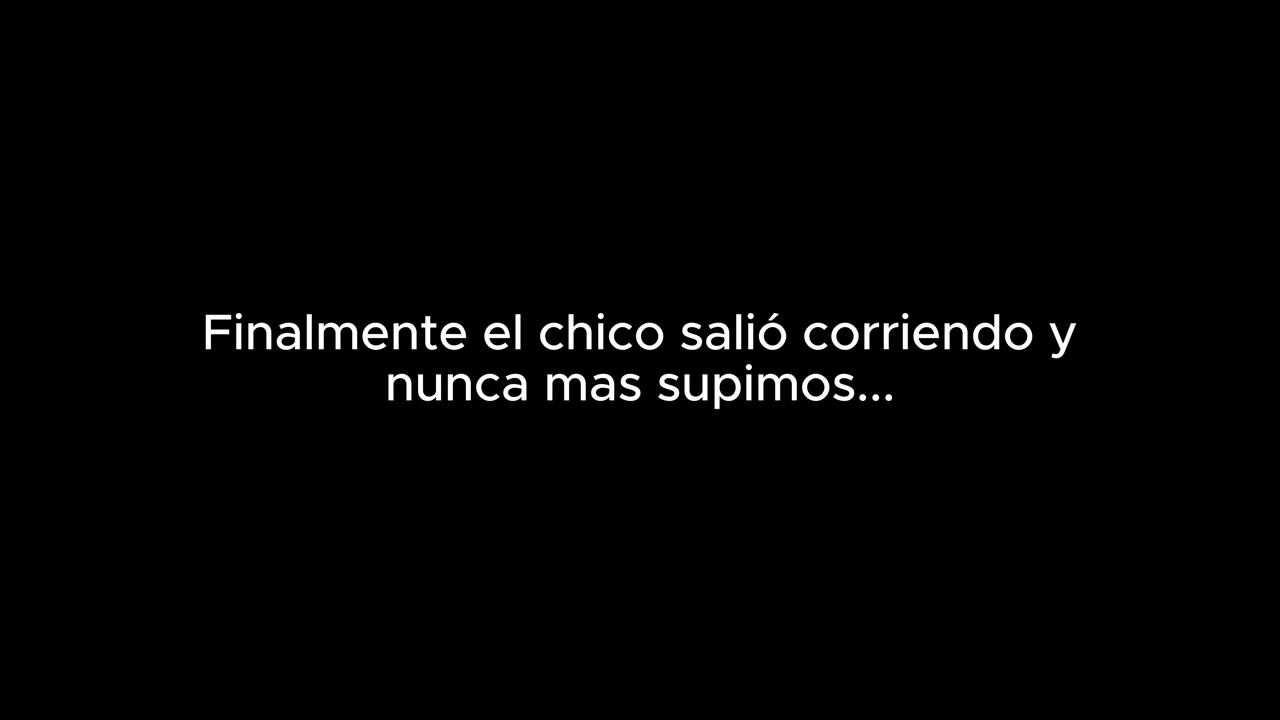 Finalmente el chico salió corriendo y
nunca mas supimos...